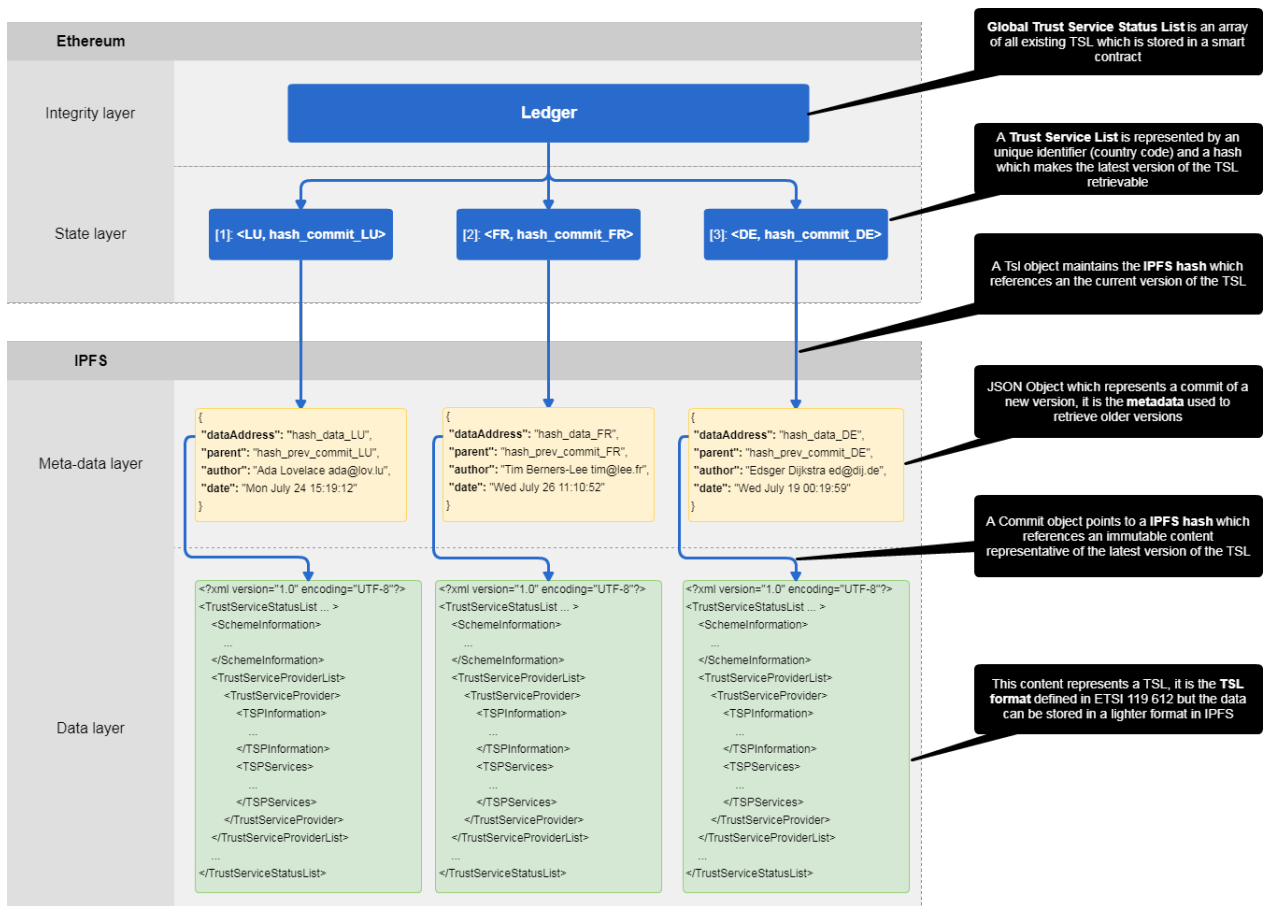 Ethereum
Integrity layer
Ledger
State layer
[1]: <LU, hash_commit_LU>
[2]: <FR, hash_commit_FR>
[3]: <DE, hash_commit_DE>
IPFS
Meta-data layer
{
"dataAddress": "hash_data_LU",
"parent": "hash_prev_commit_LU",
"author": "Ada Lovelace ada@lov.lu",
"date": "Mon July 24 15:19:12"
}
{
"dataAddress": "hash_data_FR",
"parent": "hash_prev_commit_FR",
"author": "Tim Berners-Lee tim@lee.fr",
"date": "Wed July 26 11:10:52"
}
{
"dataAddress": "hash_data_DE",
"parent": "hash_prev_commit_DE",
"author": "Edsger Dijkstra ed@dij.de",
"date": "Wed July 19 00:19:59"
}
Data layer
<?xml version="1.0" encoding="UTF-8"?>
<TrustServiceStatusList ... >
<SchemeInformation>
...
</SchemeInformation>
<TrustServiceProviderList>
<TrustServiceProvider>
<TSPInformation>
...
</TSPInformation>
<TSPServices>
...
</TSPServices>
</TrustServiceProvider>
</TrustServiceProviderList>
...
</TrustServiceStatusList>
<?xml version="1.0" encoding="UTF-8"?>
<TrustServiceStatusList ... >
<SchemeInformation>
...
</SchemeInformation>
<TrustServiceProviderList>
<TrustServiceProvider>
<TSPInformation>
...
</TSPInformation>
<TSPServices>
...
</TSPServices>
</TrustServiceProvider>
</TrustServiceProviderList>
...
</TrustServiceStatusList>
<?xml version="1.0" encoding="UTF-8"?>
<TrustServiceStatusList ... >
<SchemeInformation>
...
</SchemeInformation>
<TrustServiceProviderList>
<TrustServiceProvider>
<TSPInformation>
...
</TSPInformation>
<TSPServices>
...
</TSPServices>
</TrustServiceProvider>
</TrustServiceProviderList>
...
</TrustServiceStatusList>
Global Trust Service Status List is an array
of all existing TSL which is stored in a smart
contract
A Trust Service List is represented by an
unique identifier (country code) and a hash
which makes the latest version of the TSL
retrievable
A Tsl object maintains the IPFS hash which
references an the current version of the TSL
JSON Object which represents a commit of a
new version, it is the metadata used to
retrieve older versions
A Commit object points to a IPFS hash which
references an immutable content
representative of the latest version of the TSL
This content represents a TSL, it is the TSL
format defined in ETSI 119 612 but the data
can be stored in a lighter format in IPFS